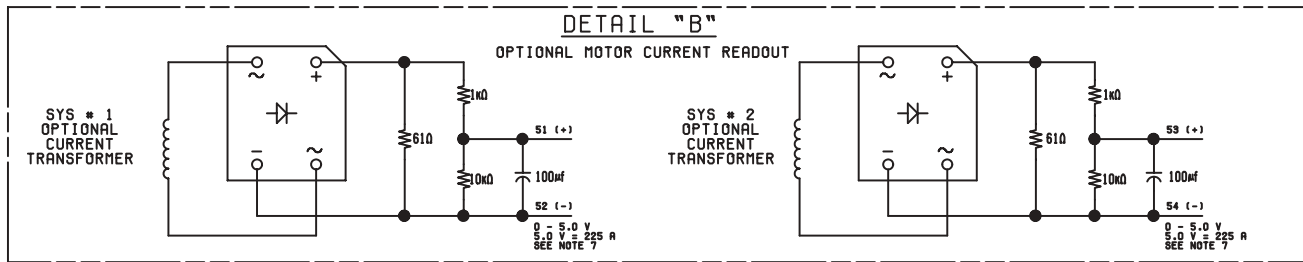 DETAIL "B"
OPTIONAL MOTOR CURRENT READOUT
SYS # 1
OPTIONAL
CURRENT
TRANSFORMER
~
+
−
~
61Ω
1KΩ
10KΩ
100µf
51 (+)
52 (-)
0 - 5.0 V
5.0 V = 225 A
SEE NOTE 7
SYS # 2
OPTIONAL
CURRENT
TRANSFORMER
~
+
−
~
61Ω
1KΩ
10KΩ
100µf
53 (+)
54 (-)
0 - 5.0 V
5.0 V = 225 A
SEE NOTE 7